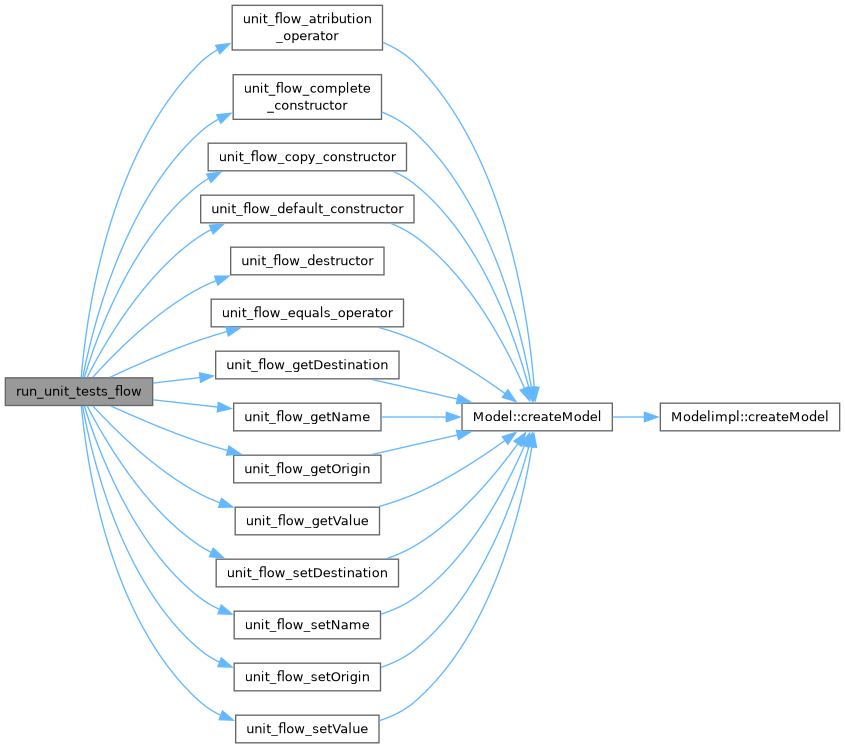 unit_flow_atribution
_operator
unit_flow_complete
_constructor
unit_flow_copy_constructor
unit_flow_default_constructor
unit_flow_destructor
unit_flow_equals_operator
unit_flow_getDestination
run_unit_tests_flow
unit_flow_getName
Model::createModel
Modelimpl::createModel
unit_flow_getOrigin
unit_flow_getValue
unit_flow_setDestination
unit_flow_setName
unit_flow_setOrigin
unit_flow_setValue